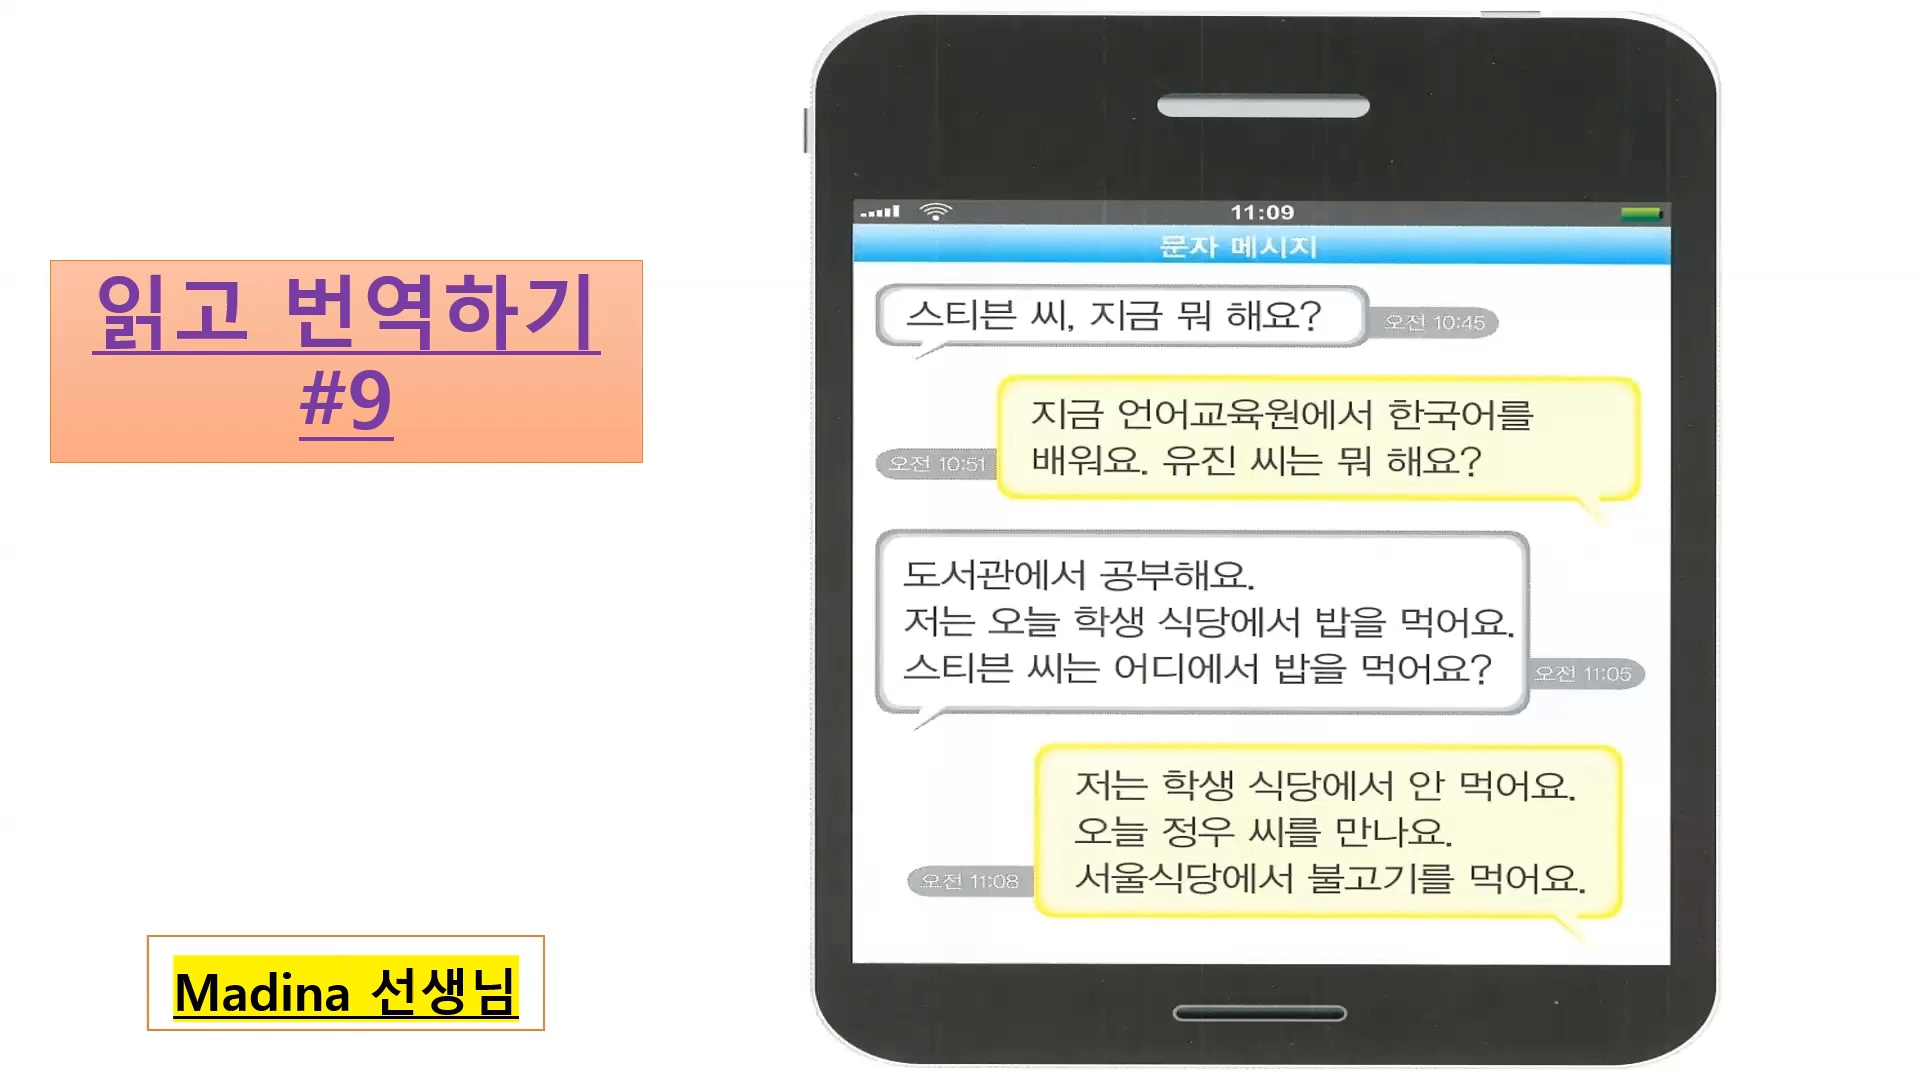 읽고 번역하기
#9
Madina 선생님
11:09
문자 메시지
스티븐 씨, 지금 뭐 해요?
오전 10:45
지금 언어교육원에서 한국어를
배워요. 유진 씨는 뭐 해요?
오전 10:51
도서관에서 공부해요.
저는 오늘 학생 식당에서 밥을 먹어요.
스티븐 씨는 어디에서 밥을 먹어요?
오전 11:05
저는 학생 식당에서 안 먹어요.
오늘 정우 씨를 만나요.
서울식당에서 불고기를 먹어요.
오전 11:08